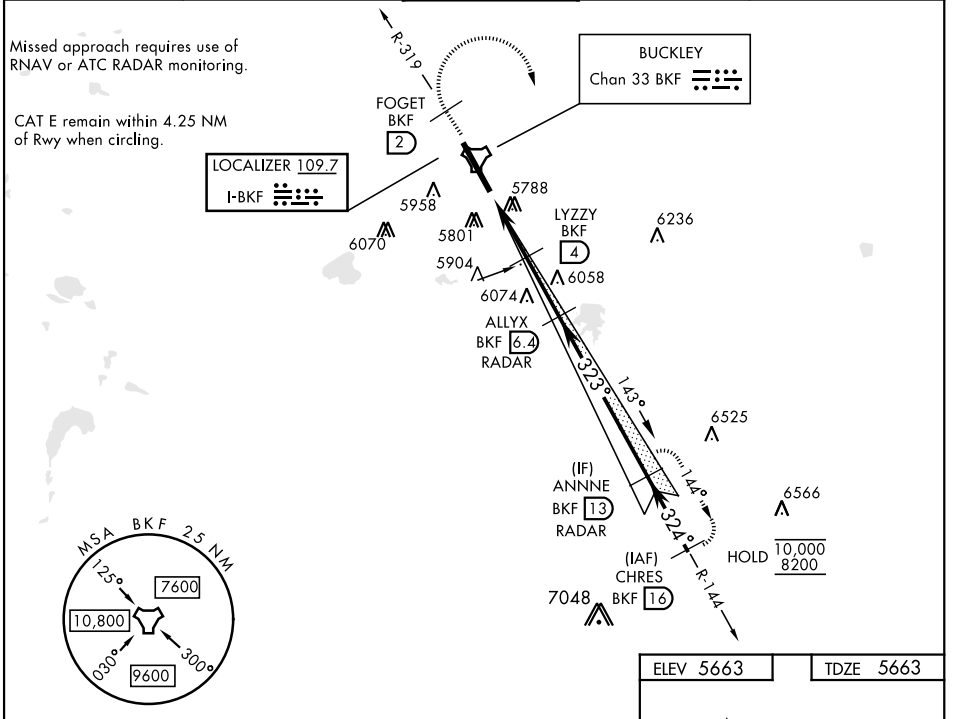 Missed approach requires use of
RNAV or ATC RADAR monitoring.
CAT E remain within 4.25 NM
of Rwy when circling.
R-319
BUCKLEY
Chan 33 BKF
FOGET
BKF
2
LOCALIZER 109.7
I-BKF
5958
6070
5801
5788
LYZZY
BKF
4
6236
5904
6058
6074
ALLYX
BKF 6.4
RADAR
323°
143°
6525
(IF)
ANNNE
BKF 13
RADAR
144°
324°
6566
HOLD 10,000
8200
(IAF)
CHRES
BKF 16
R-144
7048
MSA BKF 25 NM
125°
7600
10,800
030°
300°
9600
ELEV 5663
TDZE 5663